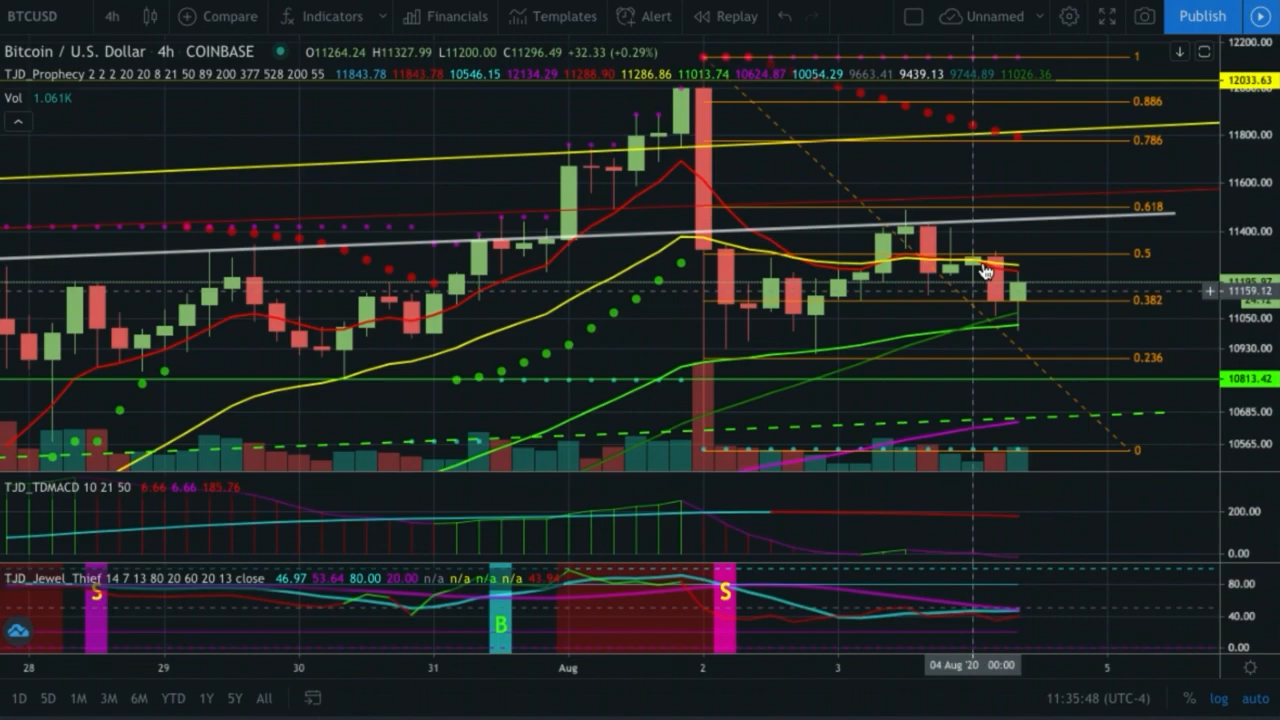 BTCUSD 4h Compare Indicators Financials Templates Alert Replay Unnamed Publish
Bitcoin / U.S. Dollar 4h COINBASE O11264.24 H11327.99 L11200.00 C11296.49 +32.33 (+0.29%)
TJD_Prophecy 2 2 2 20 20 8 21 50 89 200 377 528 200 55 11843.78 11843.78 10546.15 12134.29 11288.90 11286.86 11013.74 10624.87 10054.29 9663.41 9439.13 9744.89 11026.36
Vol 1.061K
1
0.886
0.786
0.618
0.5
0.382
0.236
0
12200.00
12033.63
11800.00
11600.00
11400.00
11159.12
11050.00
10930.00
10813.42
10685.00
10565.00
TJD_TDMACD 10 21 50 6.66 6.66 185.76
200.00
0.00
TJD_Jewel_Thief 14 7 13 80 20 60 20 13 close 46.97 53.64 80.00 20.00 n/a n/a n/a n/a 43.94
S
B
S
80.00
40.00
0.00
28 29 30 31 Aug 2 3 04 Aug '20 00:00 5
1D 5D 1M 3M 6M YTD 1Y 5Y All 11:35:48 (UTC-4) % log auto